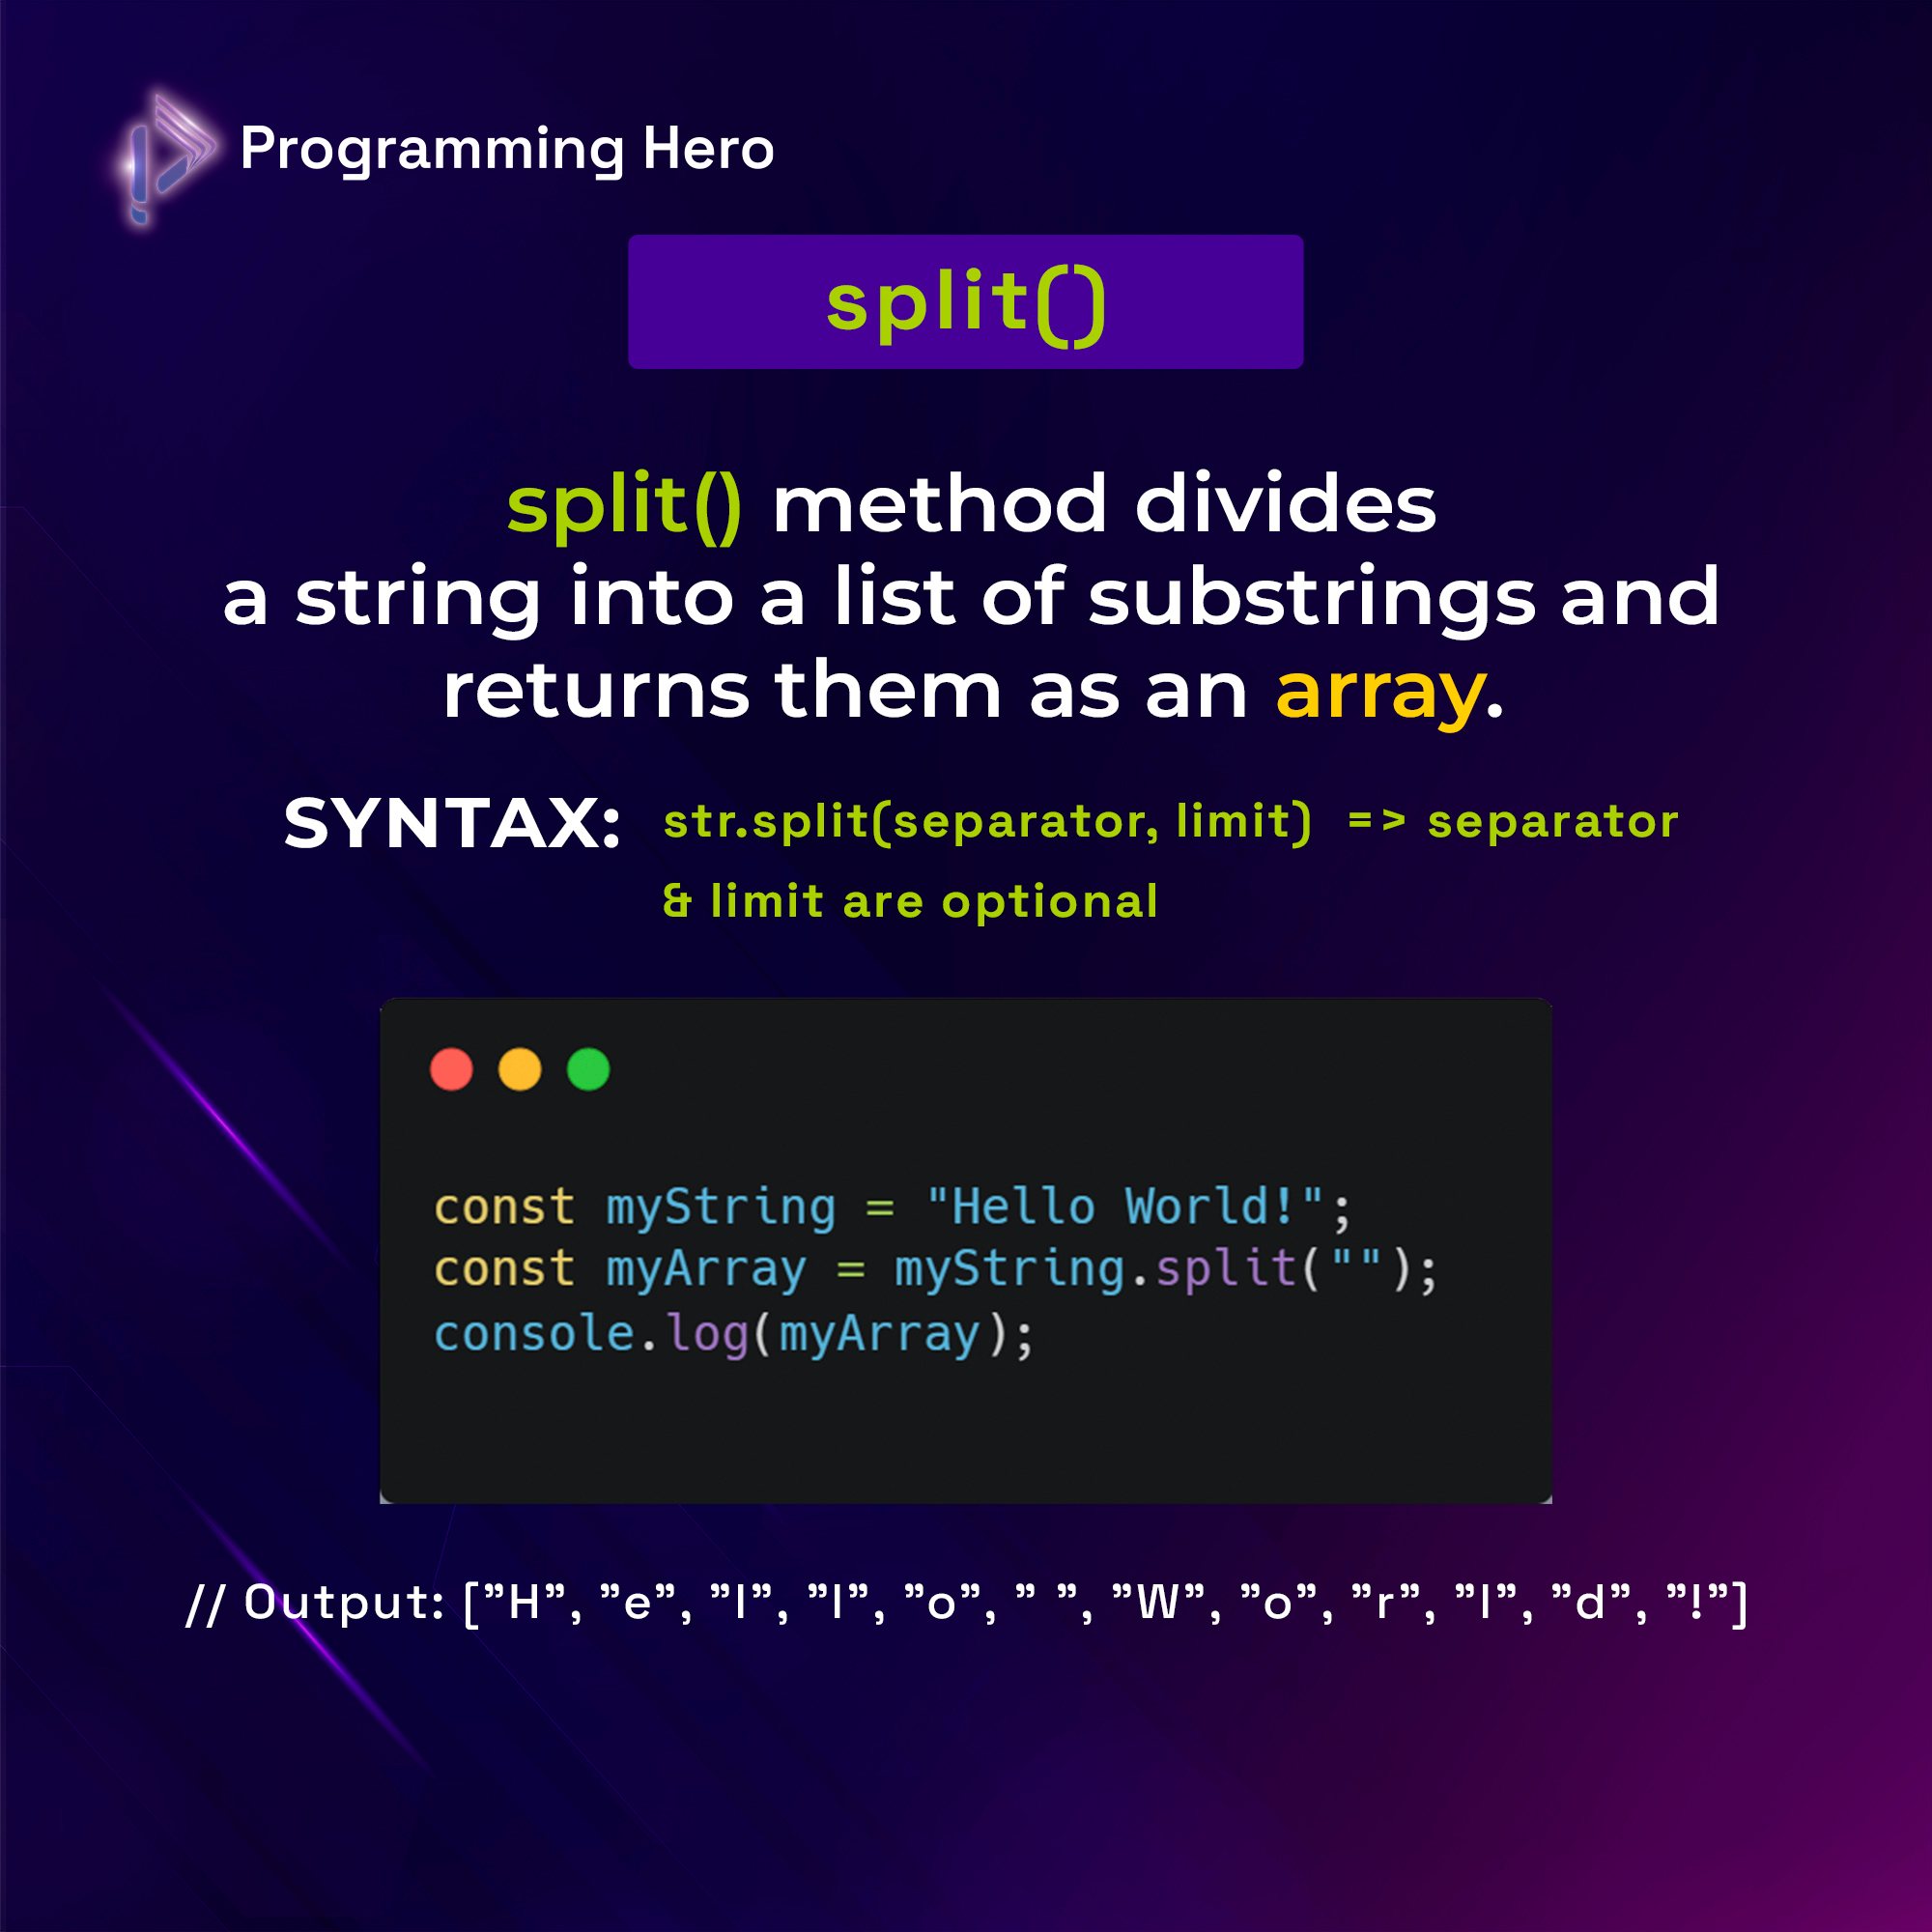 Programming Hero
split()
split() method divides
a string into a list of substrings and
returns them as an array.
SYNTAX: str.split(separator, limit) => separator
& limit are optional
const myString = "Hello World!";
const myArray = myString.split("");
console.log(myArray);
// Output: [”H”, ”e”, ”l”, ”l”, ”o”, ” ”, ”W”, ”o”, ”r”, ”l”, ”d”, ”!”]